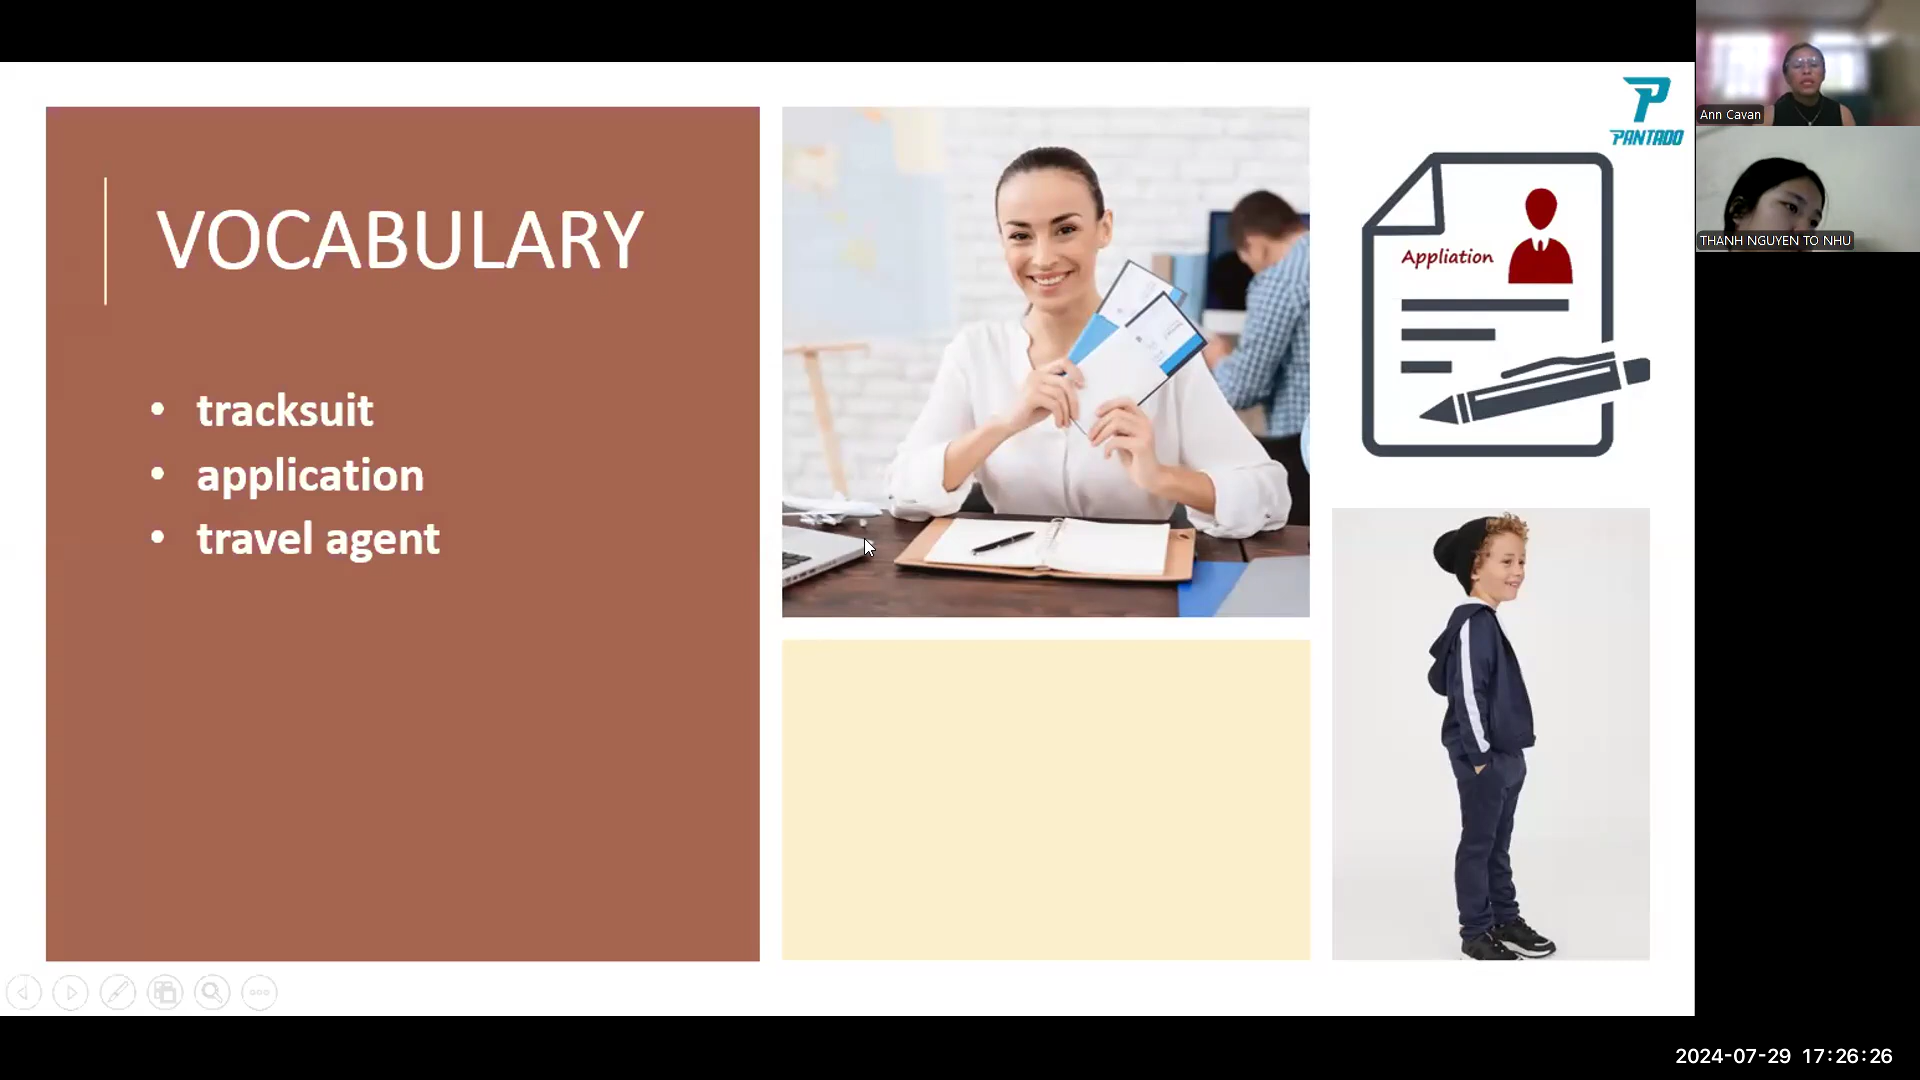 VOCABULARY
• tracksuit
• application
• travel agent
Appliation
PANTADO
Ann Cavan
THANH NGUYEN TO NHU
2024-07-29 17:26:26